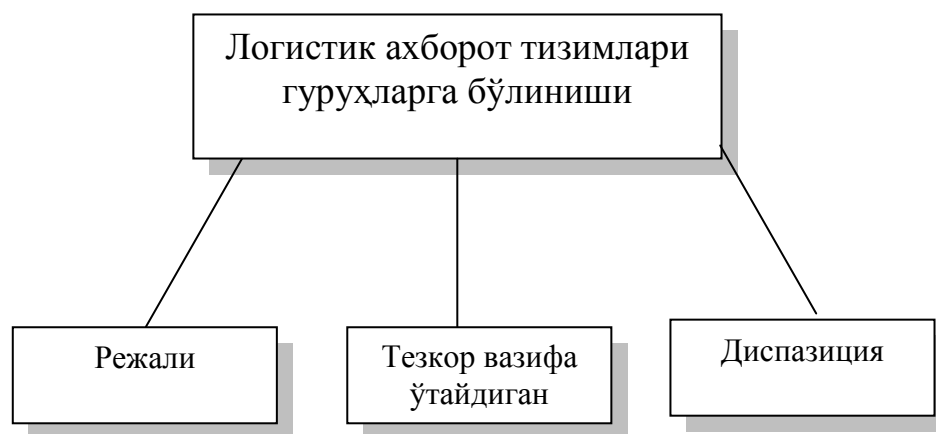 Логистик ахборот тизимлари
гуруҳларга бўлиниши
Режали
Тезкор вазифа
ўтайдиган
Диспазиция